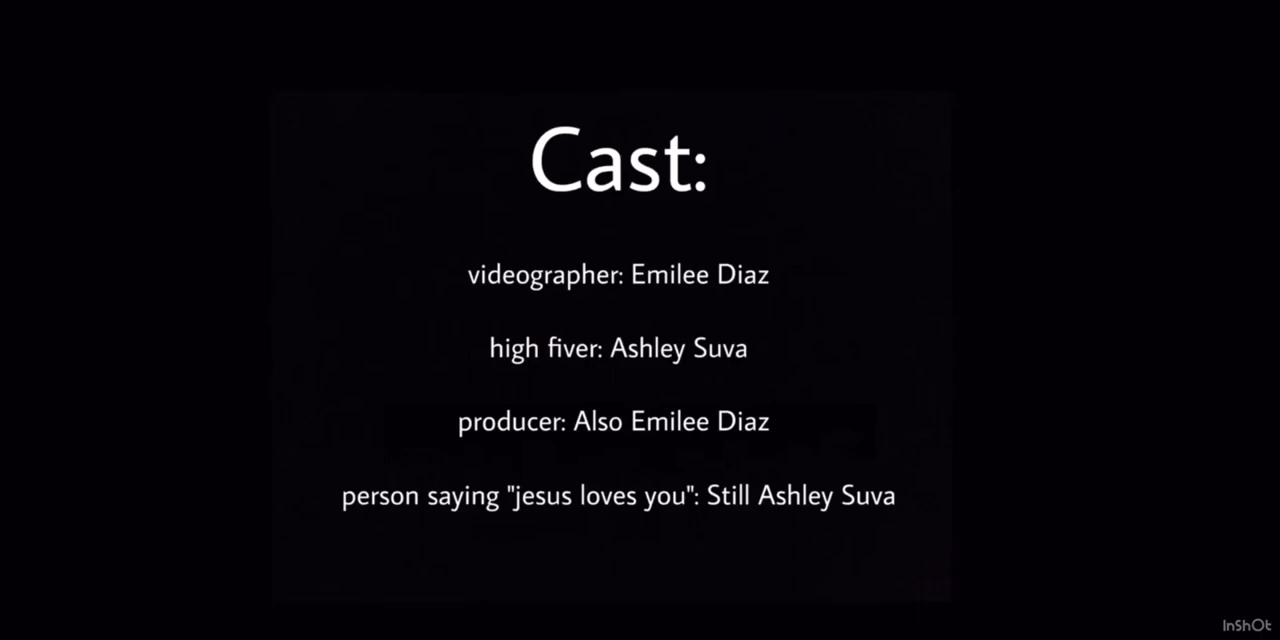 Cast:
videographer: Emilee Diaz
high fiver: Ashley Suva
producer: Also Emilee Diaz
person saying "jesus loves you": Still Ashley Suva
InShOt